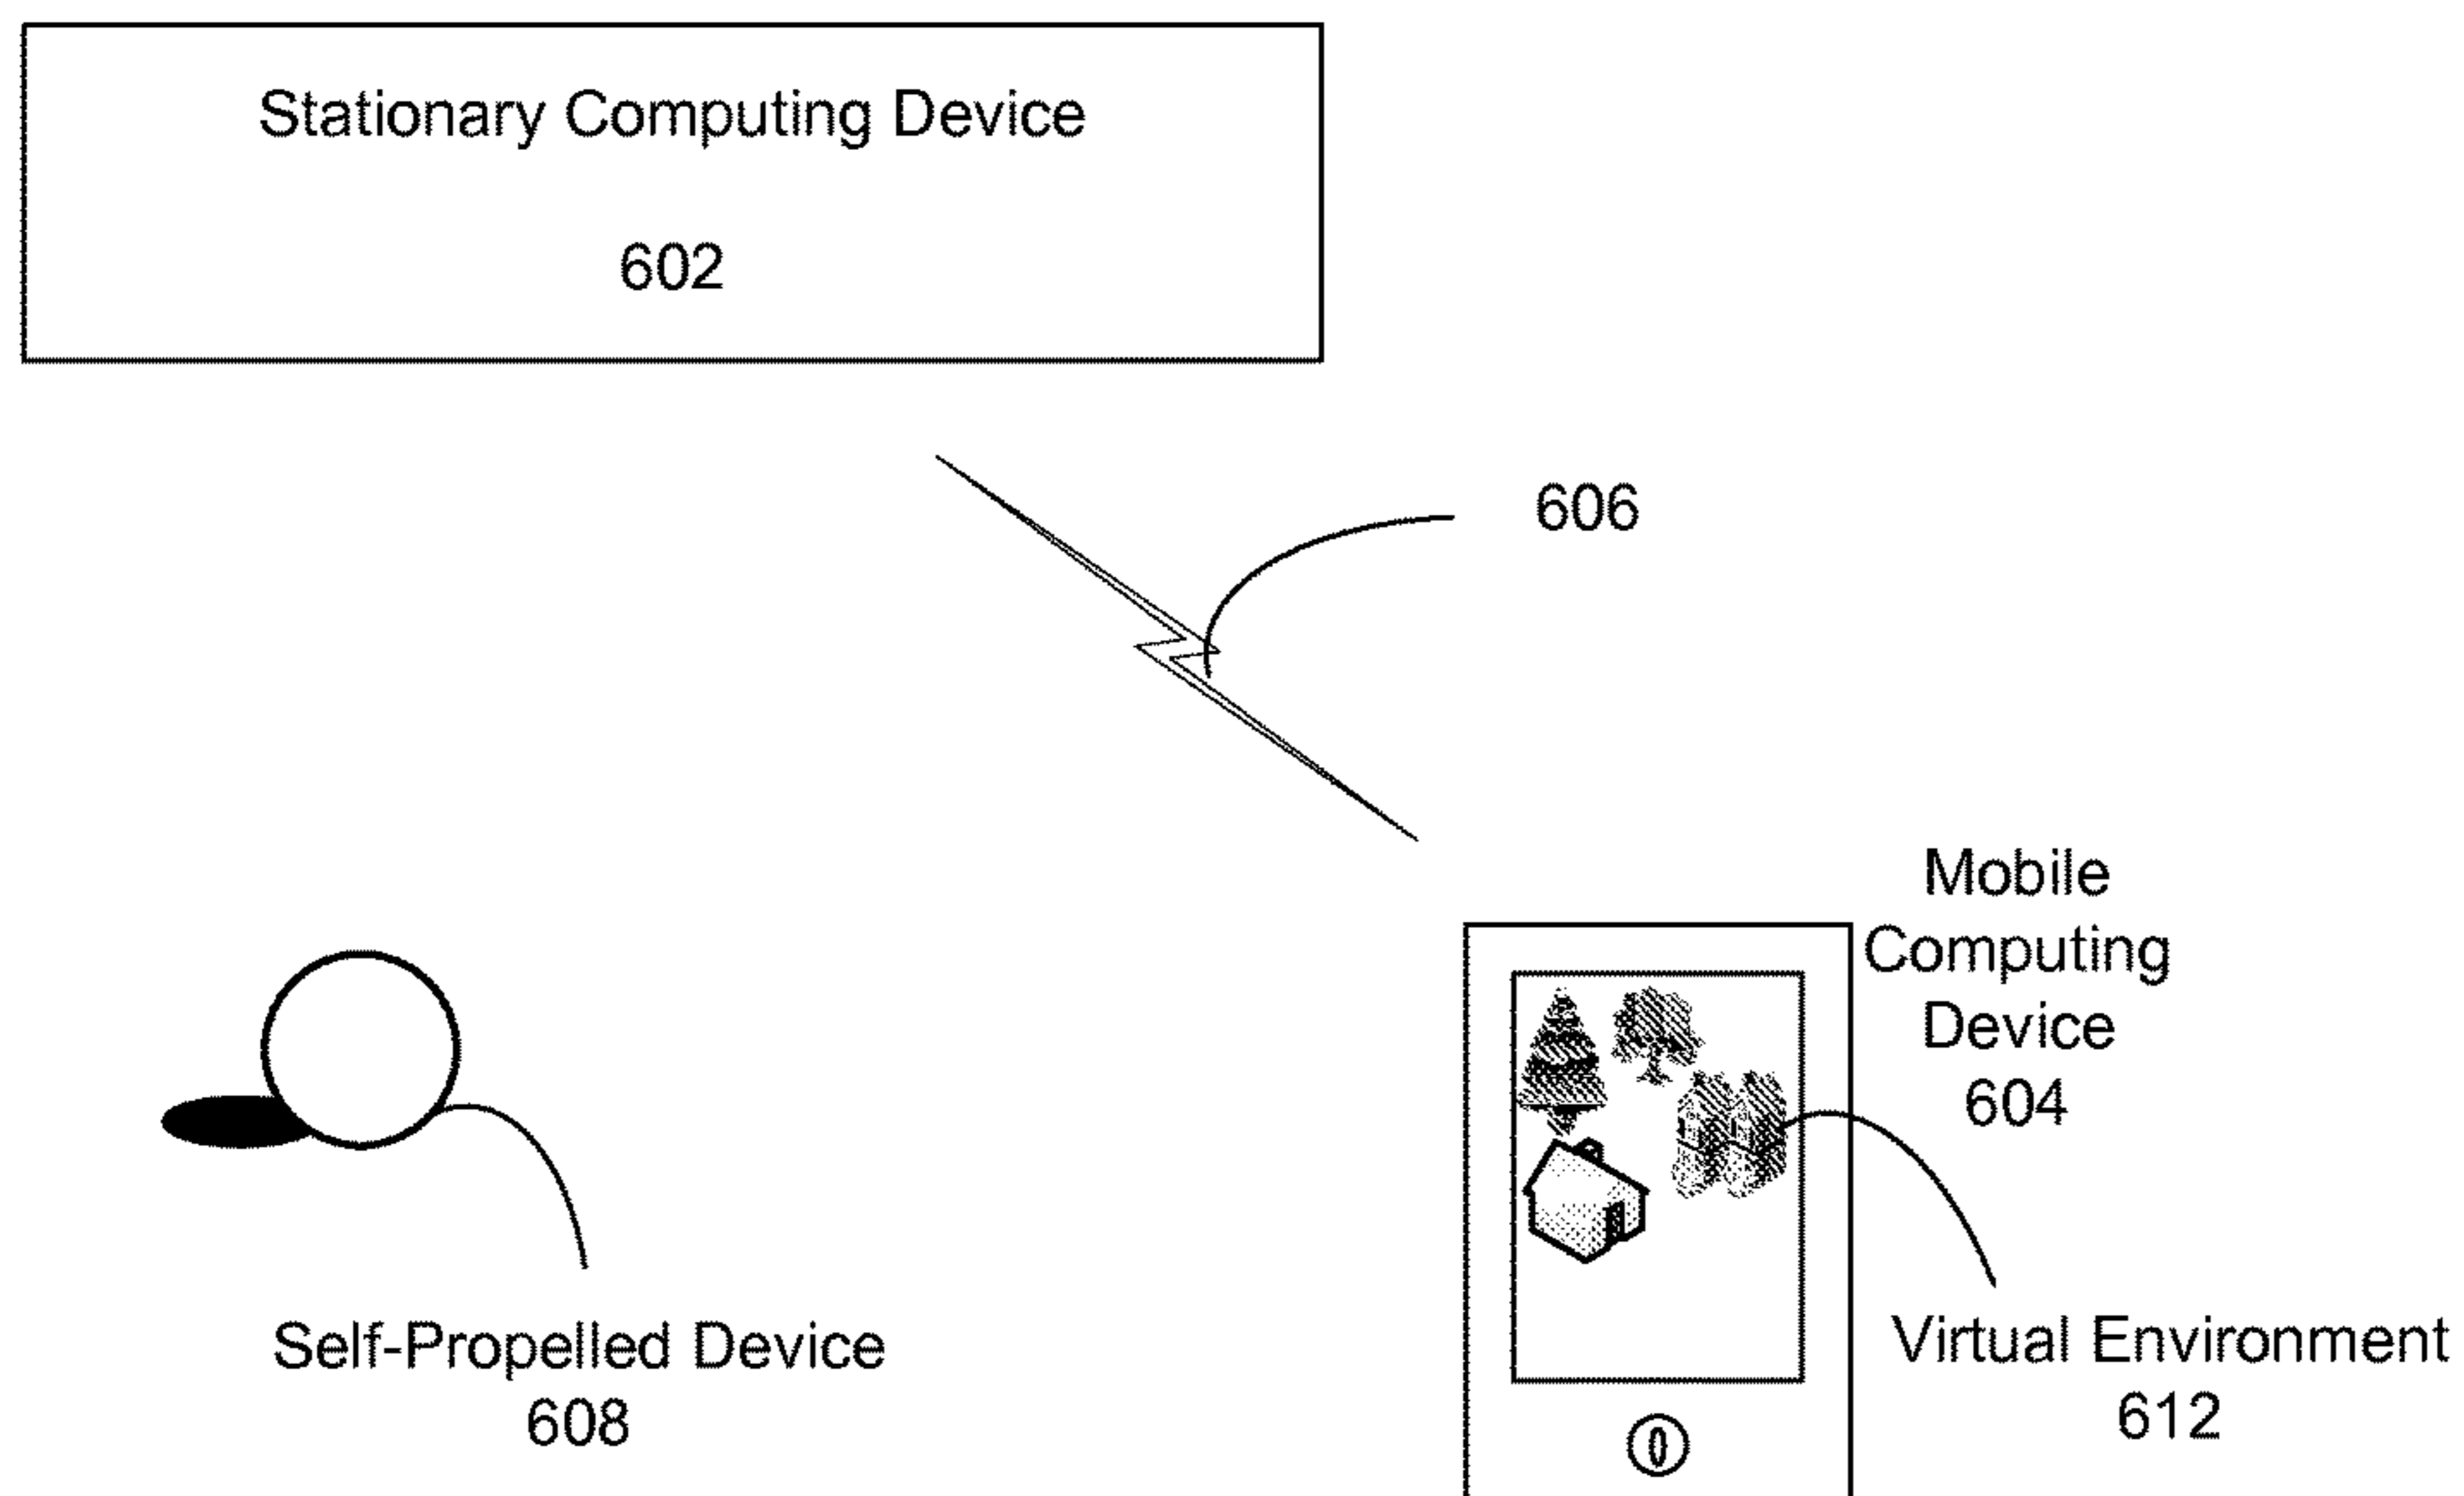 Stationary Computing Device
602
606
Mobile
Computing
Device
604
Self-Propelled Device
608
Virtual Environment
612